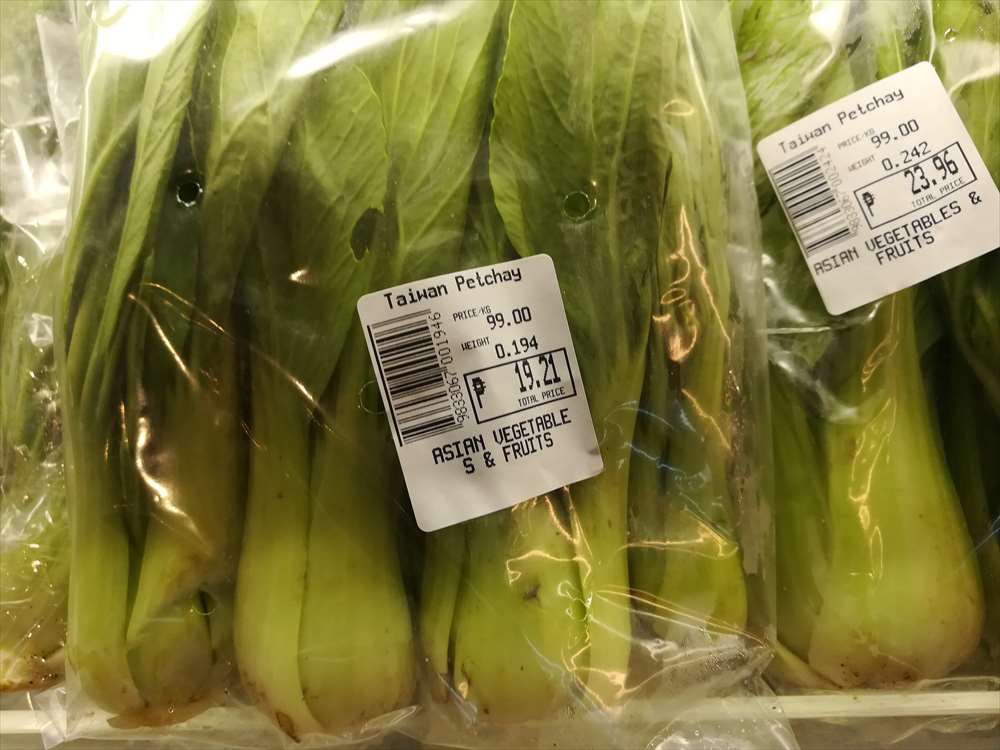 Taiwan Petchay
PRICE/KG
99.00
WEIGHT
0.194
₱ 19.21
TOTAL PRICE
9833067001946
ASIAN VEGETABLE
S & FRUITS
Taiwan Petchay
PRICE/KG
99.00
WEIGHT
0.242
₱ 23.96
TOTAL PRICE
ASIAN VEGETABLES &
FRUITS